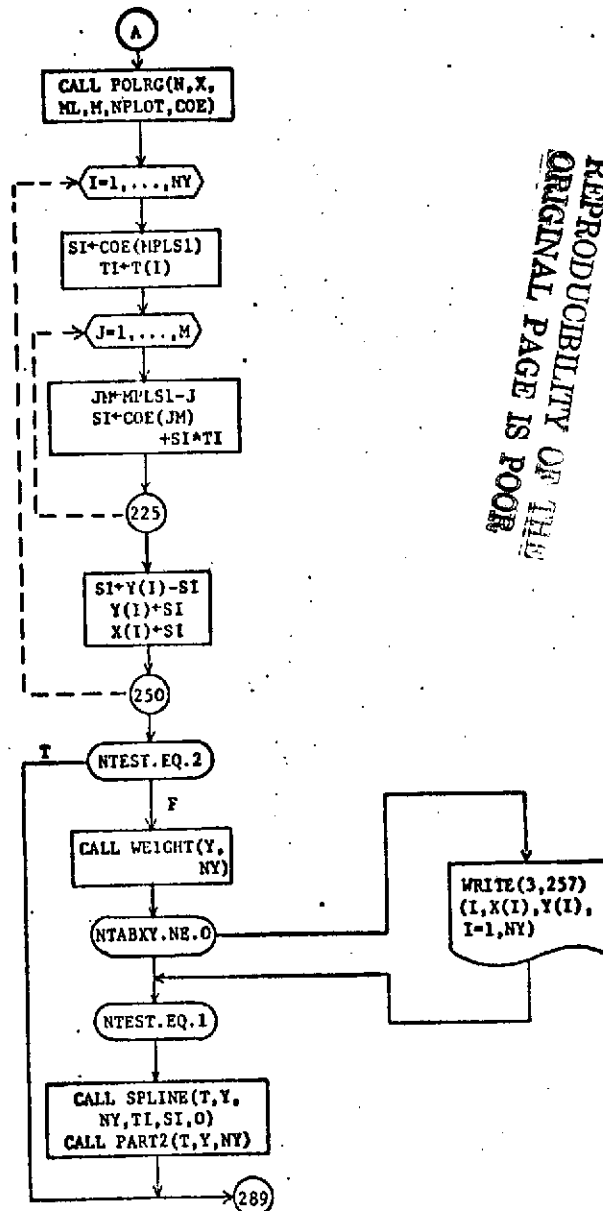 A
CALL POLRG(N,X,
ML,M,NPLOT,COE)
I=1,...,NY
SI←COE(MPLS1)
TI←T(I)
J=1,...,M
JM←MPLS1-J
SI←COE(JM)
+SI*TI
225
SI←Y(I)-SI
Y(I)←SI
X(I)←SI
250
T
NTEST.EQ.2
F
CALL WEIGHT(Y,
NY)
NTABXY.NE.0
WRITE(3,257)
(I,X(I),Y(I),
I=1,NY)
NTEST.EQ.1
CALL SPLINE(T,Y,
NY,TI,SI,0)
CALL PART2(T,Y,NY)
289
REPRODUCIBILITY OF THE
ORIGINAL PAGE IS POOR